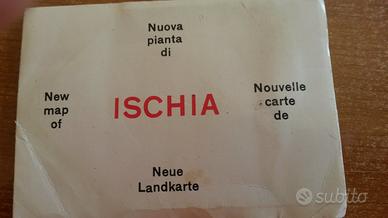 Nuova
pianta
di
New
map
of
ISCHIA
Nouvelle
carte
de
Neue
Landkarte
subito